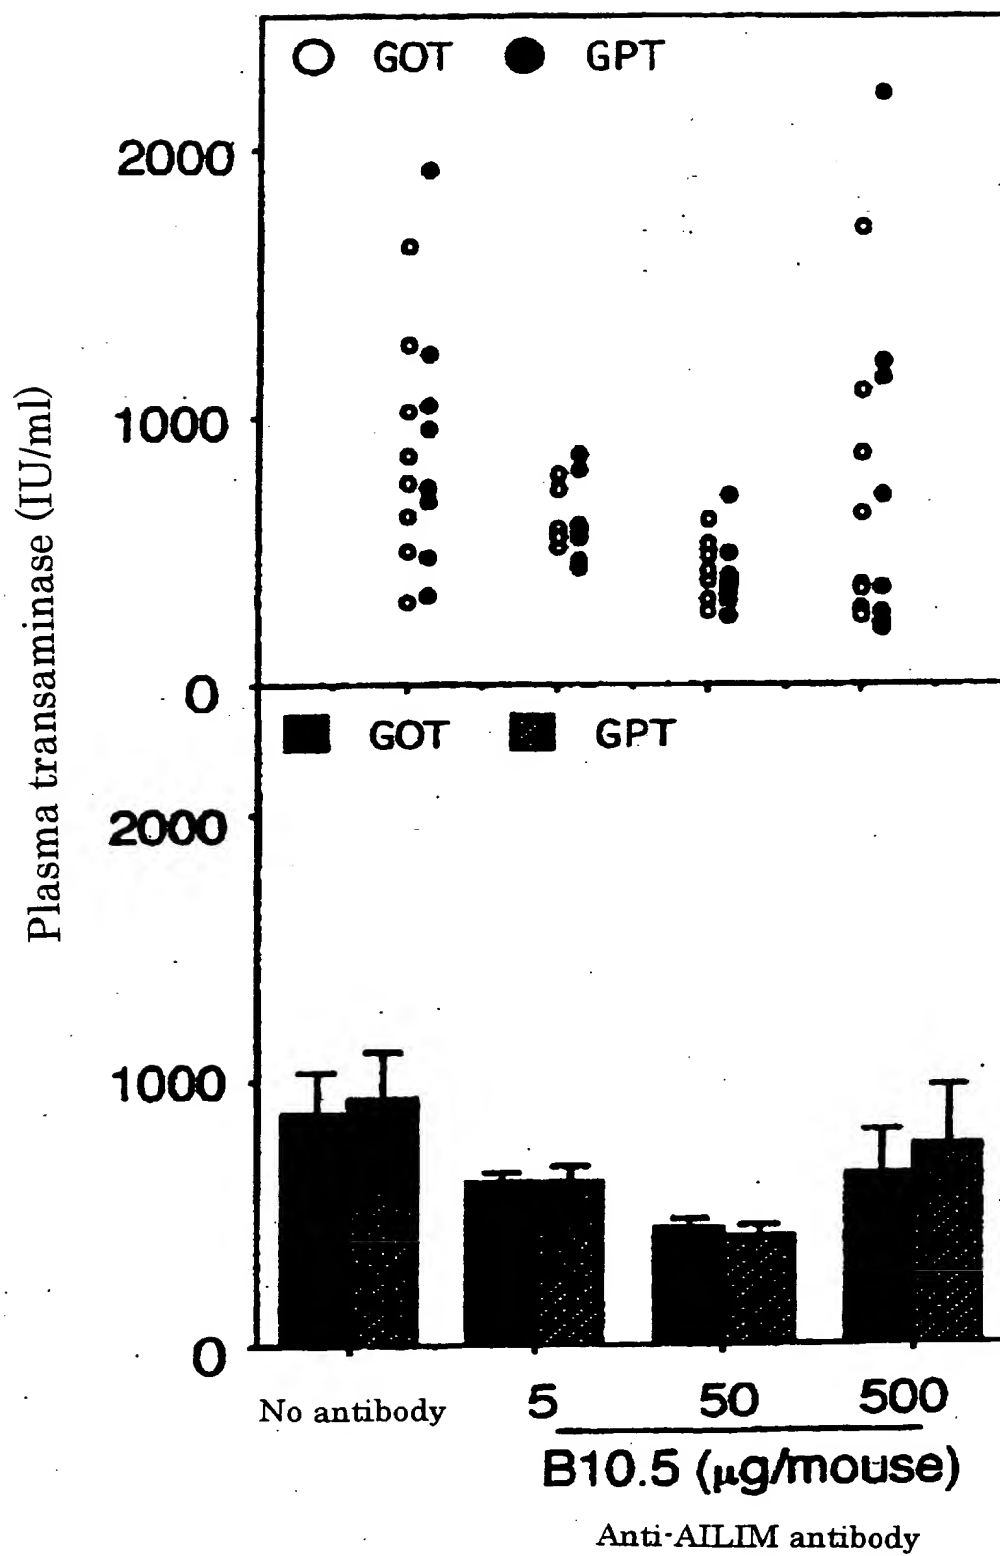 GOT GPT
2000
1000
0
GOT GPT
2000
1000
0
Plasma transaminase (IU/ml)
No antibody 5 50 500
B10.5 (μg/mouse)
Anti-AILIM antibody